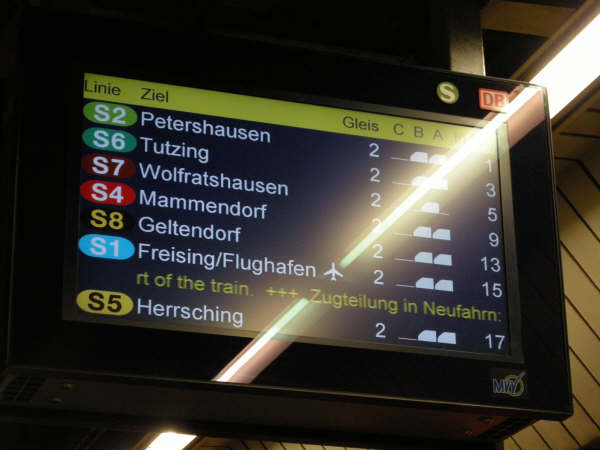 S DB
Linie Ziel Gleis C B A
S2 Petershausen 2 1
S6 Tutzing 2 3
S7 Wolfratshausen 2 5
S4 Mammendorf 2 9
S8 Geltendorf 2 13
S1 Freising/Flughafen 2 15
rt of the train. +++ Zugteilung in Neufahrn:
S5 Herrsching 2 17
MVV